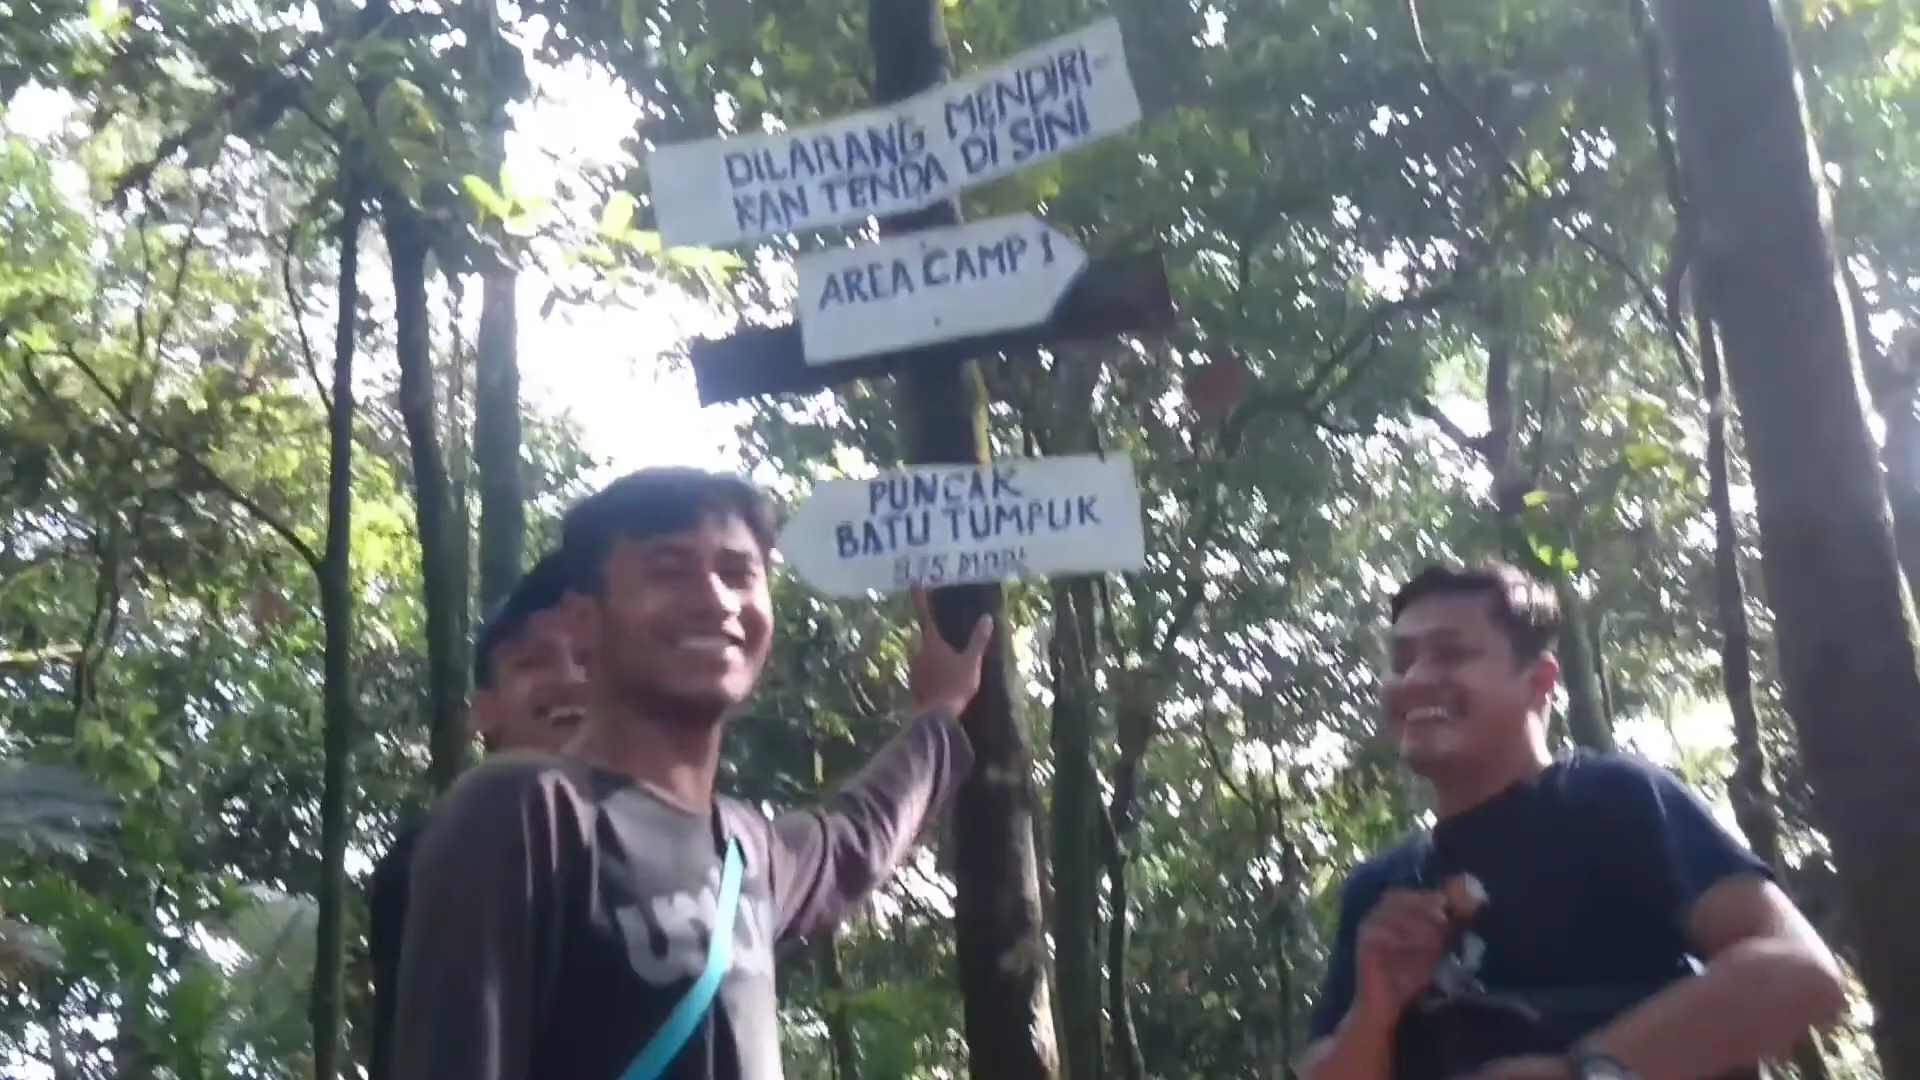 DILARANG MENDIRI-
KAN TENDA DI SINI
AREA CAMP 1
PUNCAK
BATU TUMPUK